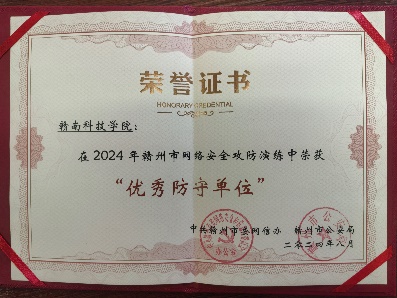 荣誉证书
HONORARY CREDENTIAL
赣南科技学院：
在2024年赣州市网络安全攻防演练中荣获
“优秀防守单位”
中共赣州市委网信办 赣州市公安局
二〇二四年八月